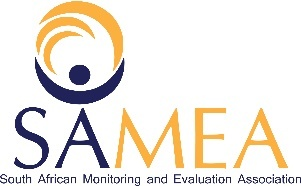 SAMEA
South African Monitoring and Evaluation Association